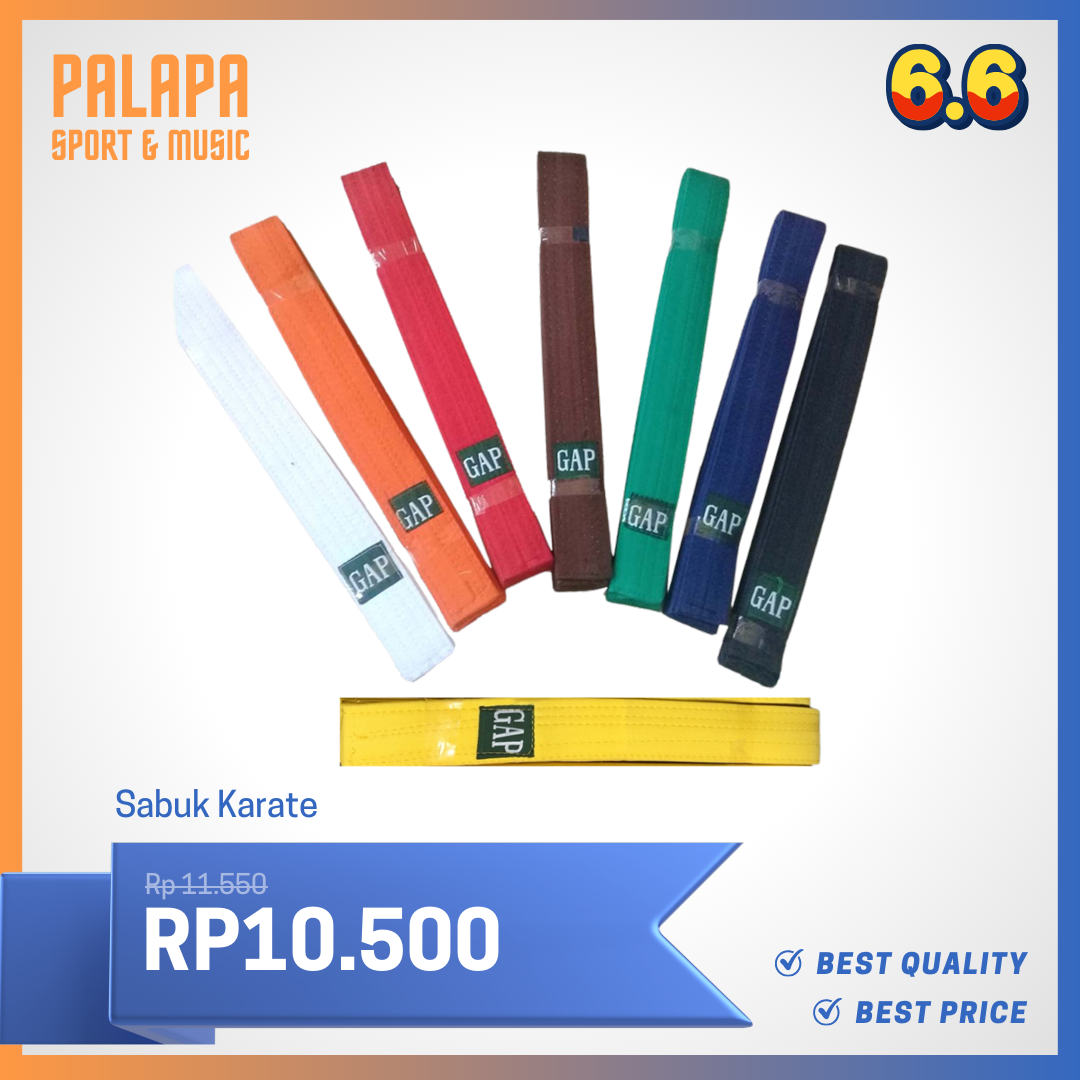 PALAPA
SPORT & MUSIC
6.6
GAP
GAP
GAP
GAP
GAP
GAP
GAP
GAP
Sabuk Karate
Rp 11.550
RP10.500
BEST QUALITY
BEST PRICE